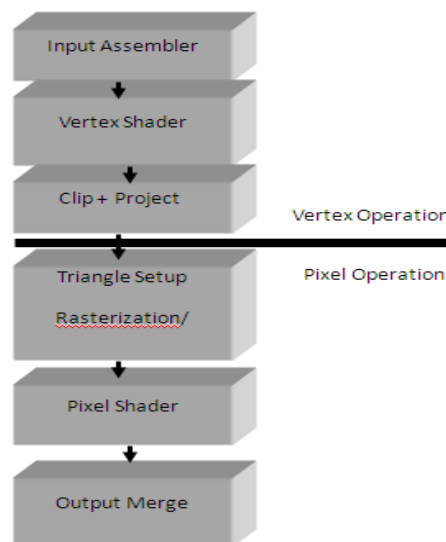 Input Assembler
Vertex Shader
Clip + Project
Vertex Operation
Pixel Operation
Triangle Setup
Rasterization/
Pixel Shader
Output Merge